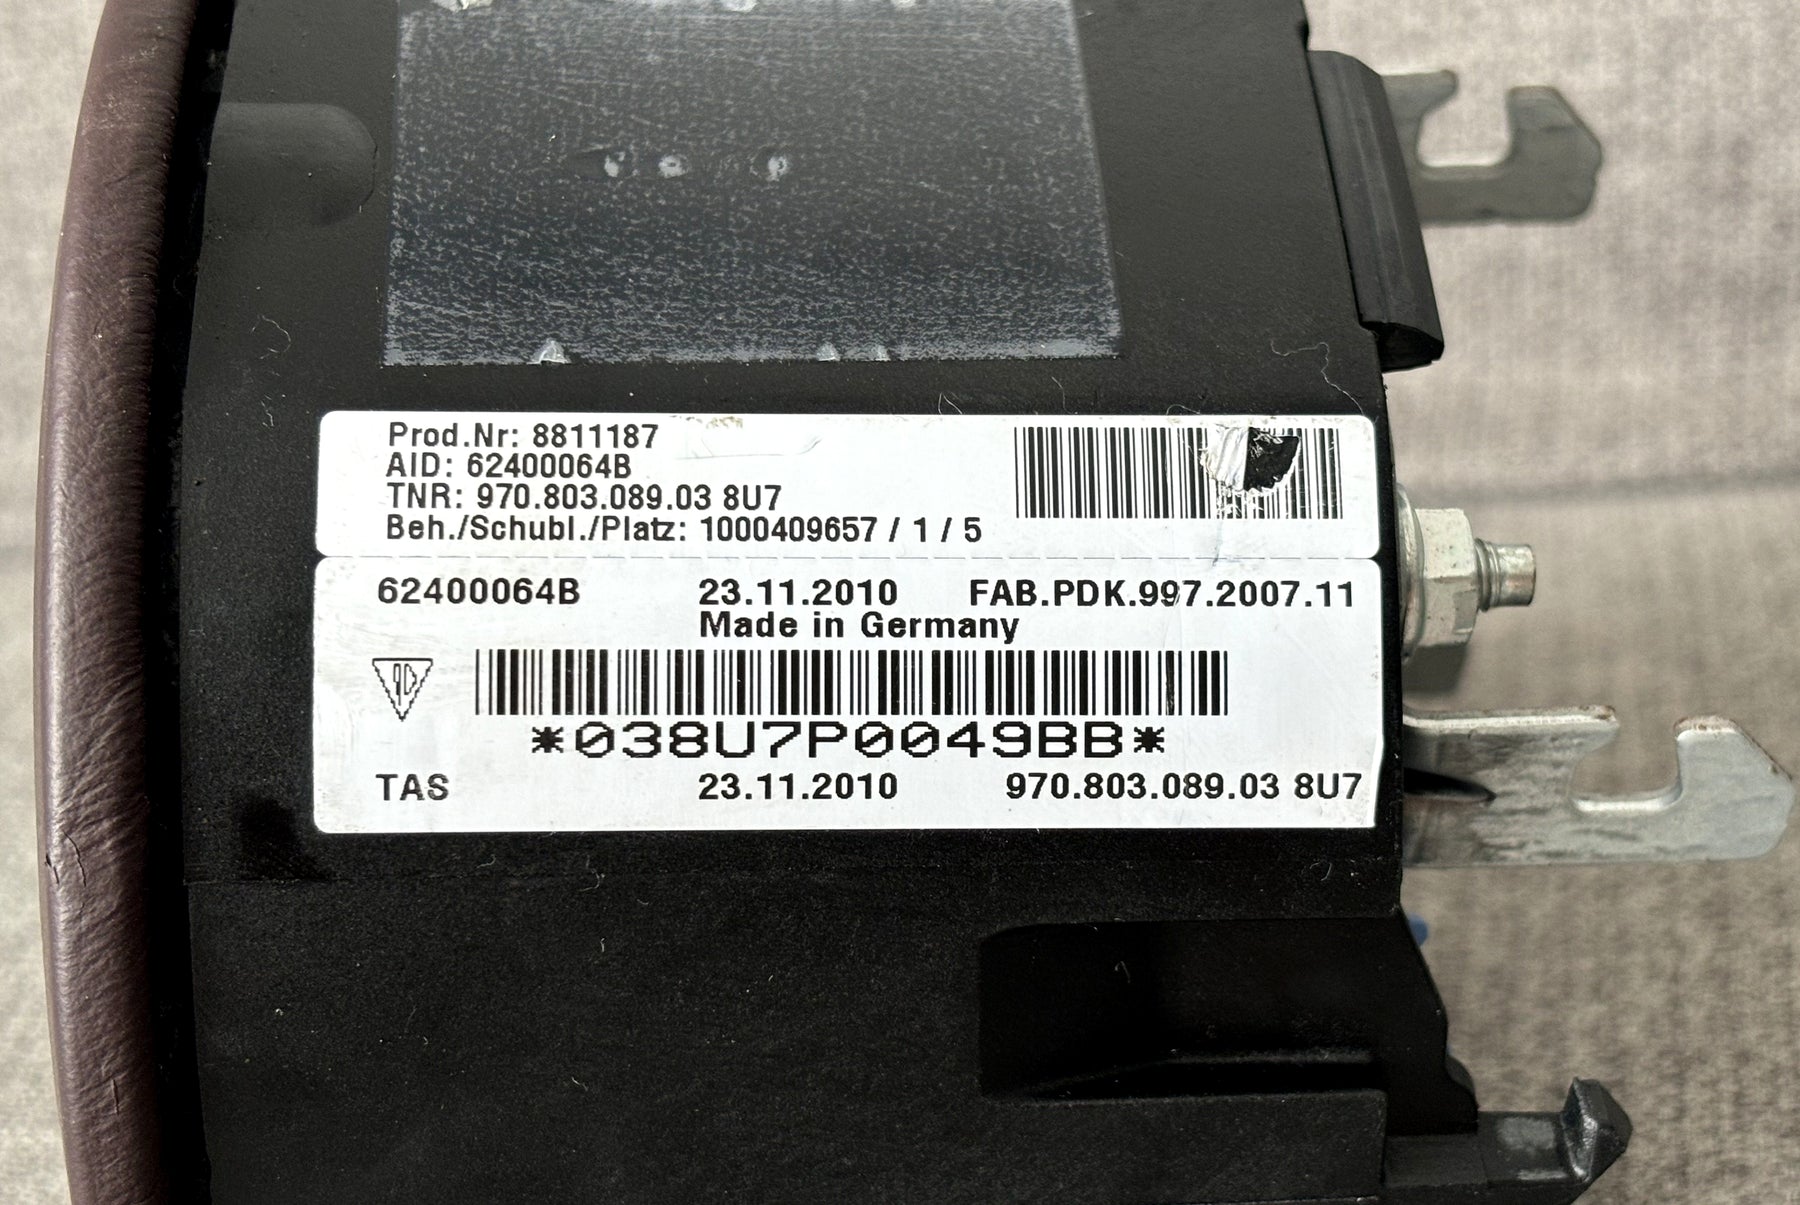 Prod.Nr: 8811187
AID: 62400064B
TNR: 970.803.089.03 8U7
Beh./Schubl./Platz: 1000409657 / 1 / 5
62400064B 23.11.2010 FAB.PDK.997.2007.11
Made in Germany
*038U7P0049BB*
TAS 23.11.2010 970.803.089.03 8U7